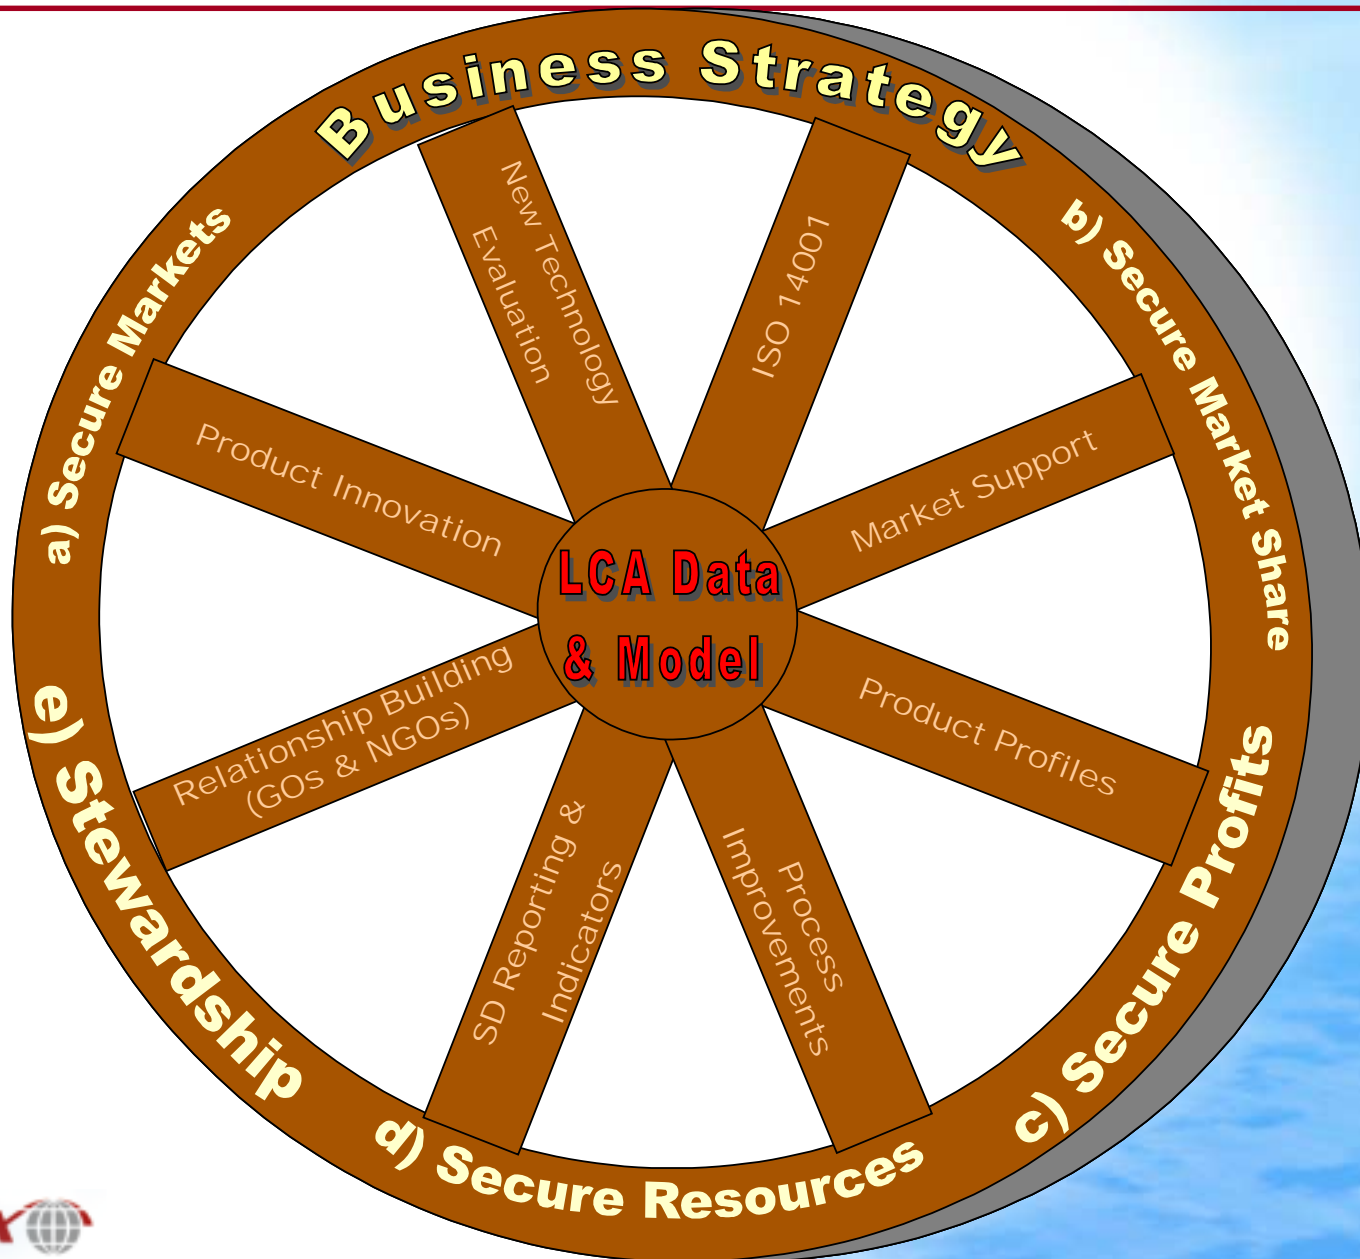 Business Strategy
a) Secure Markets
b) Secure Market Share
c) Secure Profits
d) Secure Resources
e) Stewardship
New Technology
Evaluation
ISO 14001
Market Support
Product Profiles
Process
Improvements
SD Reporting &
Indicators
Relationship Building
(GOs & NGOs)
Product Innovation
LCA Data
& Model